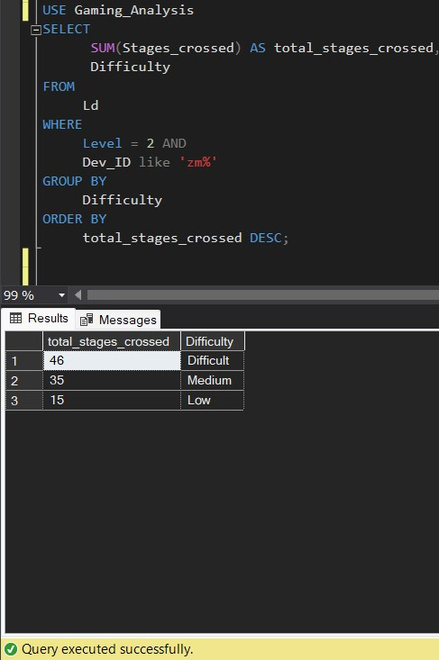 USE Gaming_Analysis
SELECT
SUM(Stages_crossed) AS total_stages_crossed,
Difficulty
FROM
Ld
WHERE
Level = 2 AND
Dev_ID like 'zm%'
GROUP BY
Difficulty
ORDER BY
total_stages_crossed DESC;
99 %
Results Messages
total_stages_crossed Difficulty
1 46 Difficult
2 35 Medium
3 15 Low
Query executed successfully.